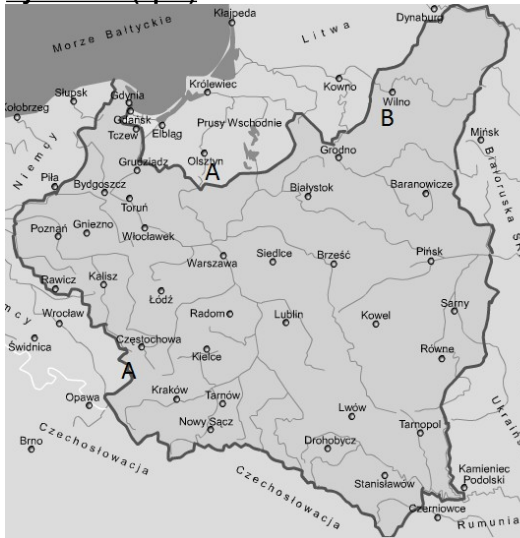 Kłajpeda
Dynaburg
Morze Bałtyckie
Litwa
Królewiec
Kowno
Wilno
Słupsk
Gdynia
Kołobrzeg
Gdańsk
Elbląg
Prusy Wschodnie
B
Mińsk
Tczew
Niemcy
Olsztyn
A
Grodno
Grudziądz
Piła
Bydgoszcz
Białystok
Baranowicze
Białoruska
Toruń
Poznań
Gniezno
Włocławek
Warszawa
Siedlce
Brześć
Pińsk
Rawicz
Kalisz
Łódź
Radom
Lublin
Kowel
Sarny
Wrocław
Świdnica
Częstochowa
Kielce
Równe
A
Opawa
Kraków
Tarnów
Lwów
Nowy Sącz
Tarnopol
Brno
Czechosłowacja
Drohobycz
Czechosłowacja
Stanisławów
Kamieniec
Podolski
Czerniowce
Rumunia